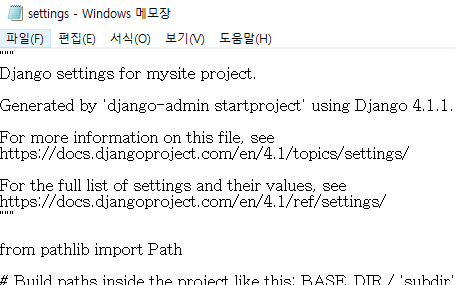 settings - Windows 메모장
파일(F) 편집(E) 서식(O) 보기(V) 도움말(H)
"""
Django settings for mysite project.
Generated by 'django-admin startproject' using Django 4.1.1.
For more information on this file, see
https://docs.djangoproject.com/en/4.1/topics/settings/
For the full list of settings and their values, see
https://docs.djangoproject.com/en/4.1/ref/settings/
"""
from pathlib import Path
# Build paths inside the project like this: BASE_DIR / 'subdir'